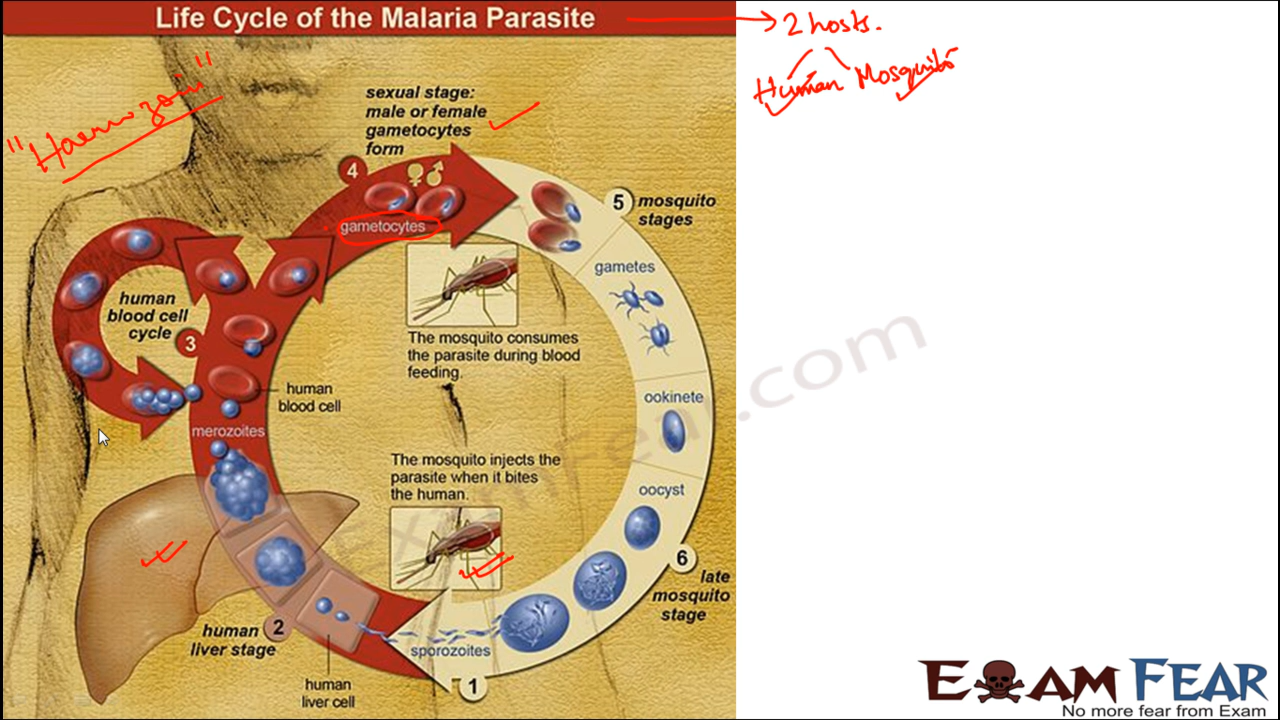 Life Cycle of the Malaria Parasite
2 hosts.
Human Mosquito
"Haemozoin"
sexual stage:
male or female
gametocytes
form
4
gametocytes
5
mosquito
stages
gametes
human
blood cell
cycle
3
The mosquito consumes
the parasite during blood
feeding.
human
blood cell
ookinete
merozoites
The mosquito injects the
parasite when it bites
the human.
oocyst
6
late
mosquito
stage
human
liver stage
2
sporozoites
1
human
liver cell
ExamFear.com
EXAM FEAR
No more fear from Exam